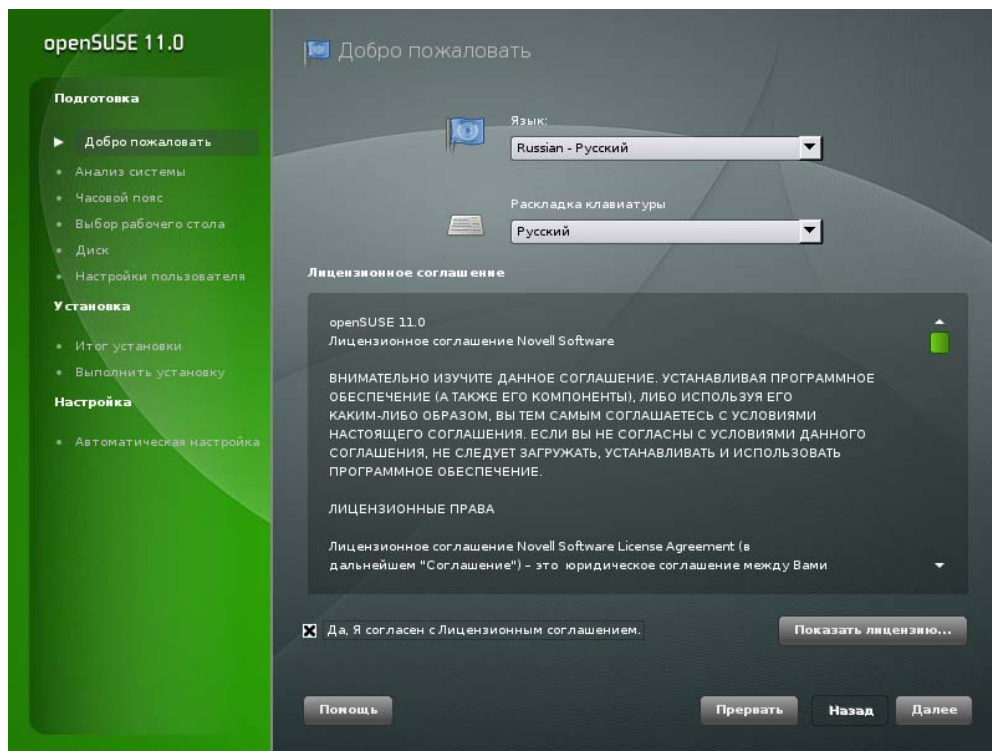 openSUSE 11.0
Подготовка
Добро пожаловать
Анализ системы
Часовой пояс
Выбор рабочего стола
Диск
Настройки пользователя
Установка
Итог установки
Выполнить установку
Настройка
Автоматическая настройка
Добро пожаловать
Язык:
Russian - Русский
Раскладка клавиатуры
Русский
Лицензионное соглашение
openSUSE 11.0
Лицензионное соглашение Novell Software
ВНИМАТЕЛЬНО ИЗУЧИТЕ ДАННОЕ СОГЛАШЕНИЕ. УСТАНАВЛИВАЯ ПРОГРАММНОЕ
ОБЕСПЕЧЕНИЕ (А ТАКЖЕ ЕГО КОМПОНЕНТЫ), ЛИБО ИСПОЛЬЗУЯ ЕГО
КАКИМ-ЛИБО ОБРАЗОМ, ВЫ ТЕМ САМЫМ СОГЛАШАЕТЕСЬ С УСЛОВИЯМИ
НАСТОЯЩЕГО СОГЛАШЕНИЯ. ЕСЛИ ВЫ НЕ СОГЛАСНЫ С УСЛОВИЯМИ ДАННОГО
СОГЛАШЕНИЯ, НЕ СЛЕДУЕТ ЗАГРУЖАТЬ, УСТАНАВЛИВАТЬ И ИСПОЛЬЗОВАТЬ
ПРОГРАММНОЕ ОБЕСПЕЧЕНИЕ.
ЛИЦЕНЗИОННЫЕ ПРАВА
Лицензионное соглашение Novell Software License Agreement (в
дальнейшем "Соглашение") – это юридическое соглашение между Вами
Да, Я согласен с Лицензионным соглашением.
Показать лицензию...
Помощь
Прервать
Назад
Далее